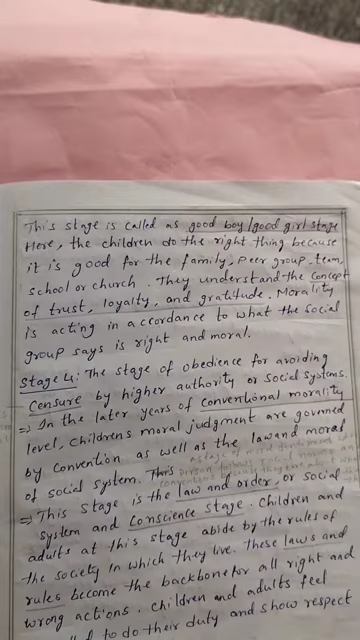 This stage is called as good boy/good girl stage
Here, the children do the right thing because
it is good for the family, peer group, team,
school or church. They understand the concept
of trust, loyalty, and gratitude. Morality
is acting in accordance to what the social
group says is right and moral.
Stage 4: The stage of obedience for avoiding
censure by higher authority or social systems.
⇒ In the later years of conventional morality
level, childrens moral judgment are governed
by convention as well as the law and moral
of social system. This
⇒ This stage is the law and order, or social
system and conscience stage. Children and
adults at this stage abide by the rules of
the society in which they live. These laws and
rules become the backbone for all right and
wrong actions. Children and adults feel
to do their duty and show respect